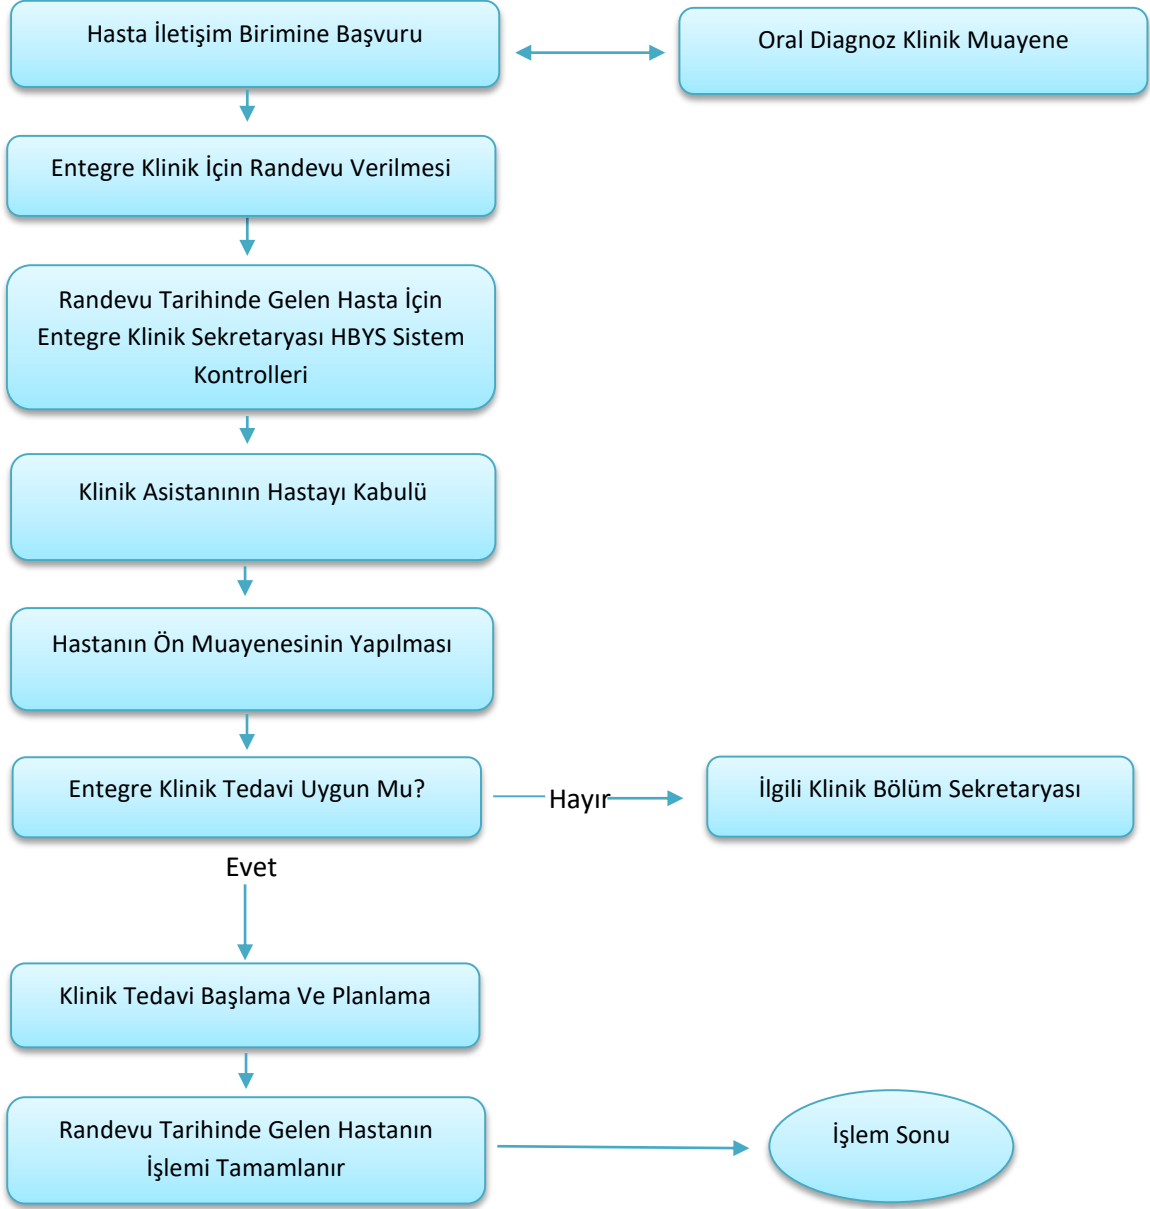 Hasta İletişim Birimine Başvuru
Oral Diagnoz Klinik Muayene
Entegre Klinik İçin Randevu Verilmesi
Randevu Tarihinde Gelen Hasta İçin
Entegre Klinik Sekretaryası HBYS Sistem
Kontrolleri
Klinik Asistanının Hastayı Kabulü
Hastanın Ön Muayenesinin Yapılması
Entegre Klinik Tedavi Uygun Mu?
Hayır
İlgili Klinik Bölüm Sekretaryası
Evet
Klinik Tedavi Başlama Ve Planlama
Randevu Tarihinde Gelen Hastanın
İşlemi Tamamlanır
İşlem Sonu